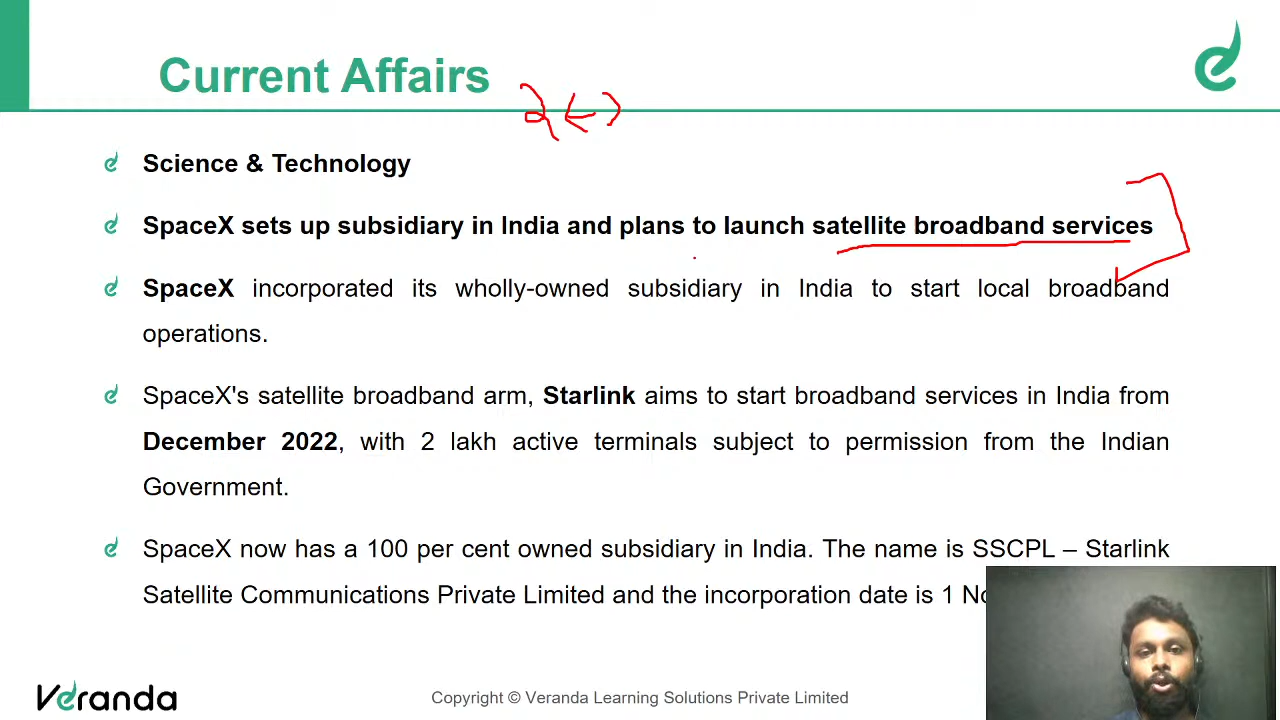 Current Affairs
Science & Technology
SpaceX sets up subsidiary in India and plans to launch satellite broadband services
SpaceX incorporated its wholly-owned subsidiary in India to start local broadband
operations.
SpaceX's satellite broadband arm, Starlink aims to start broadband services in India from
December 2022, with 2 lakh active terminals subject to permission from the Indian
Government.
SpaceX now has a 100 per cent owned subsidiary in India. The name is SSCPL – Starlink
Satellite Communications Private Limited and the incorporation date is 1
Veranda
Copyright © Veranda Learning Solutions Private Limited